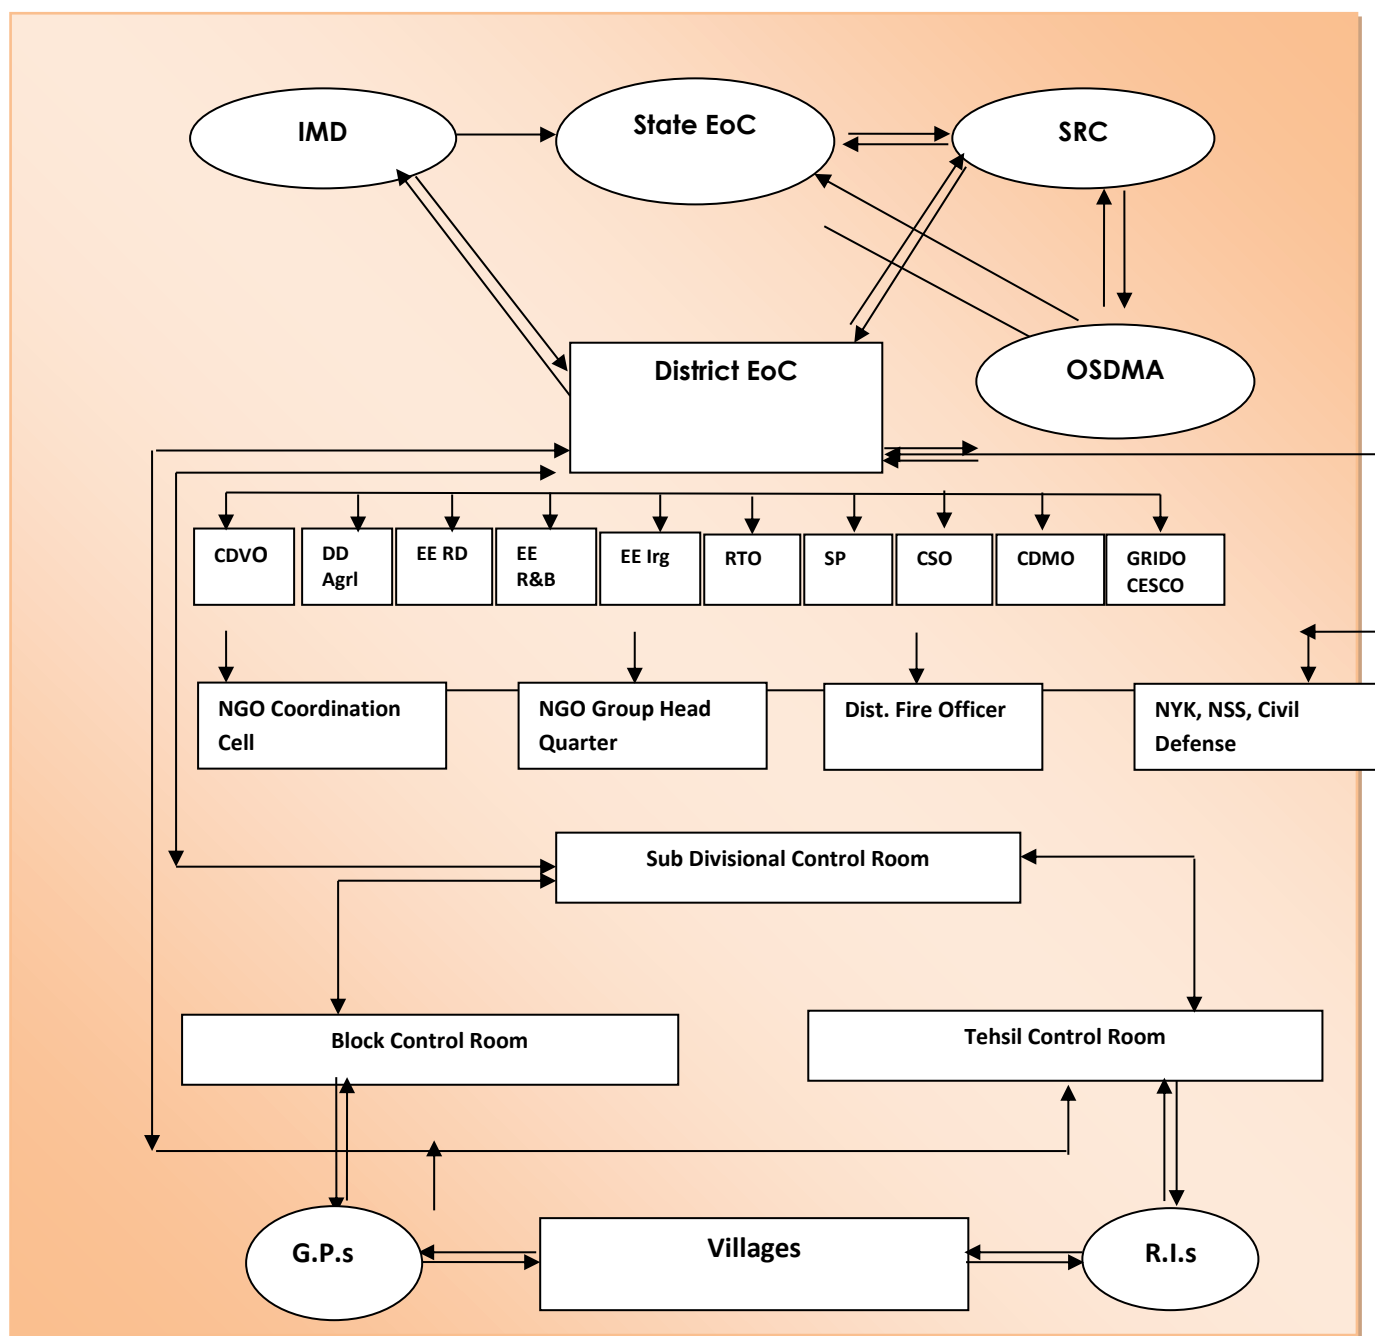 IMD
State EoC
SRC
District EoC
OSDMA
CDVO
DD
Agrl
EE RD
EE
R&B
EE Irg
RTO
SP
CSO
CDMO
GRIDO
CESCO
NGO Coordination
Cell
NGO Group Head
Quarter
Dist. Fire Officer
NYK, NSS, Civil
Defense
Sub Divisional Control Room
Block Control Room
Tehsil Control Room
G.P.s
Villages
R.I.s